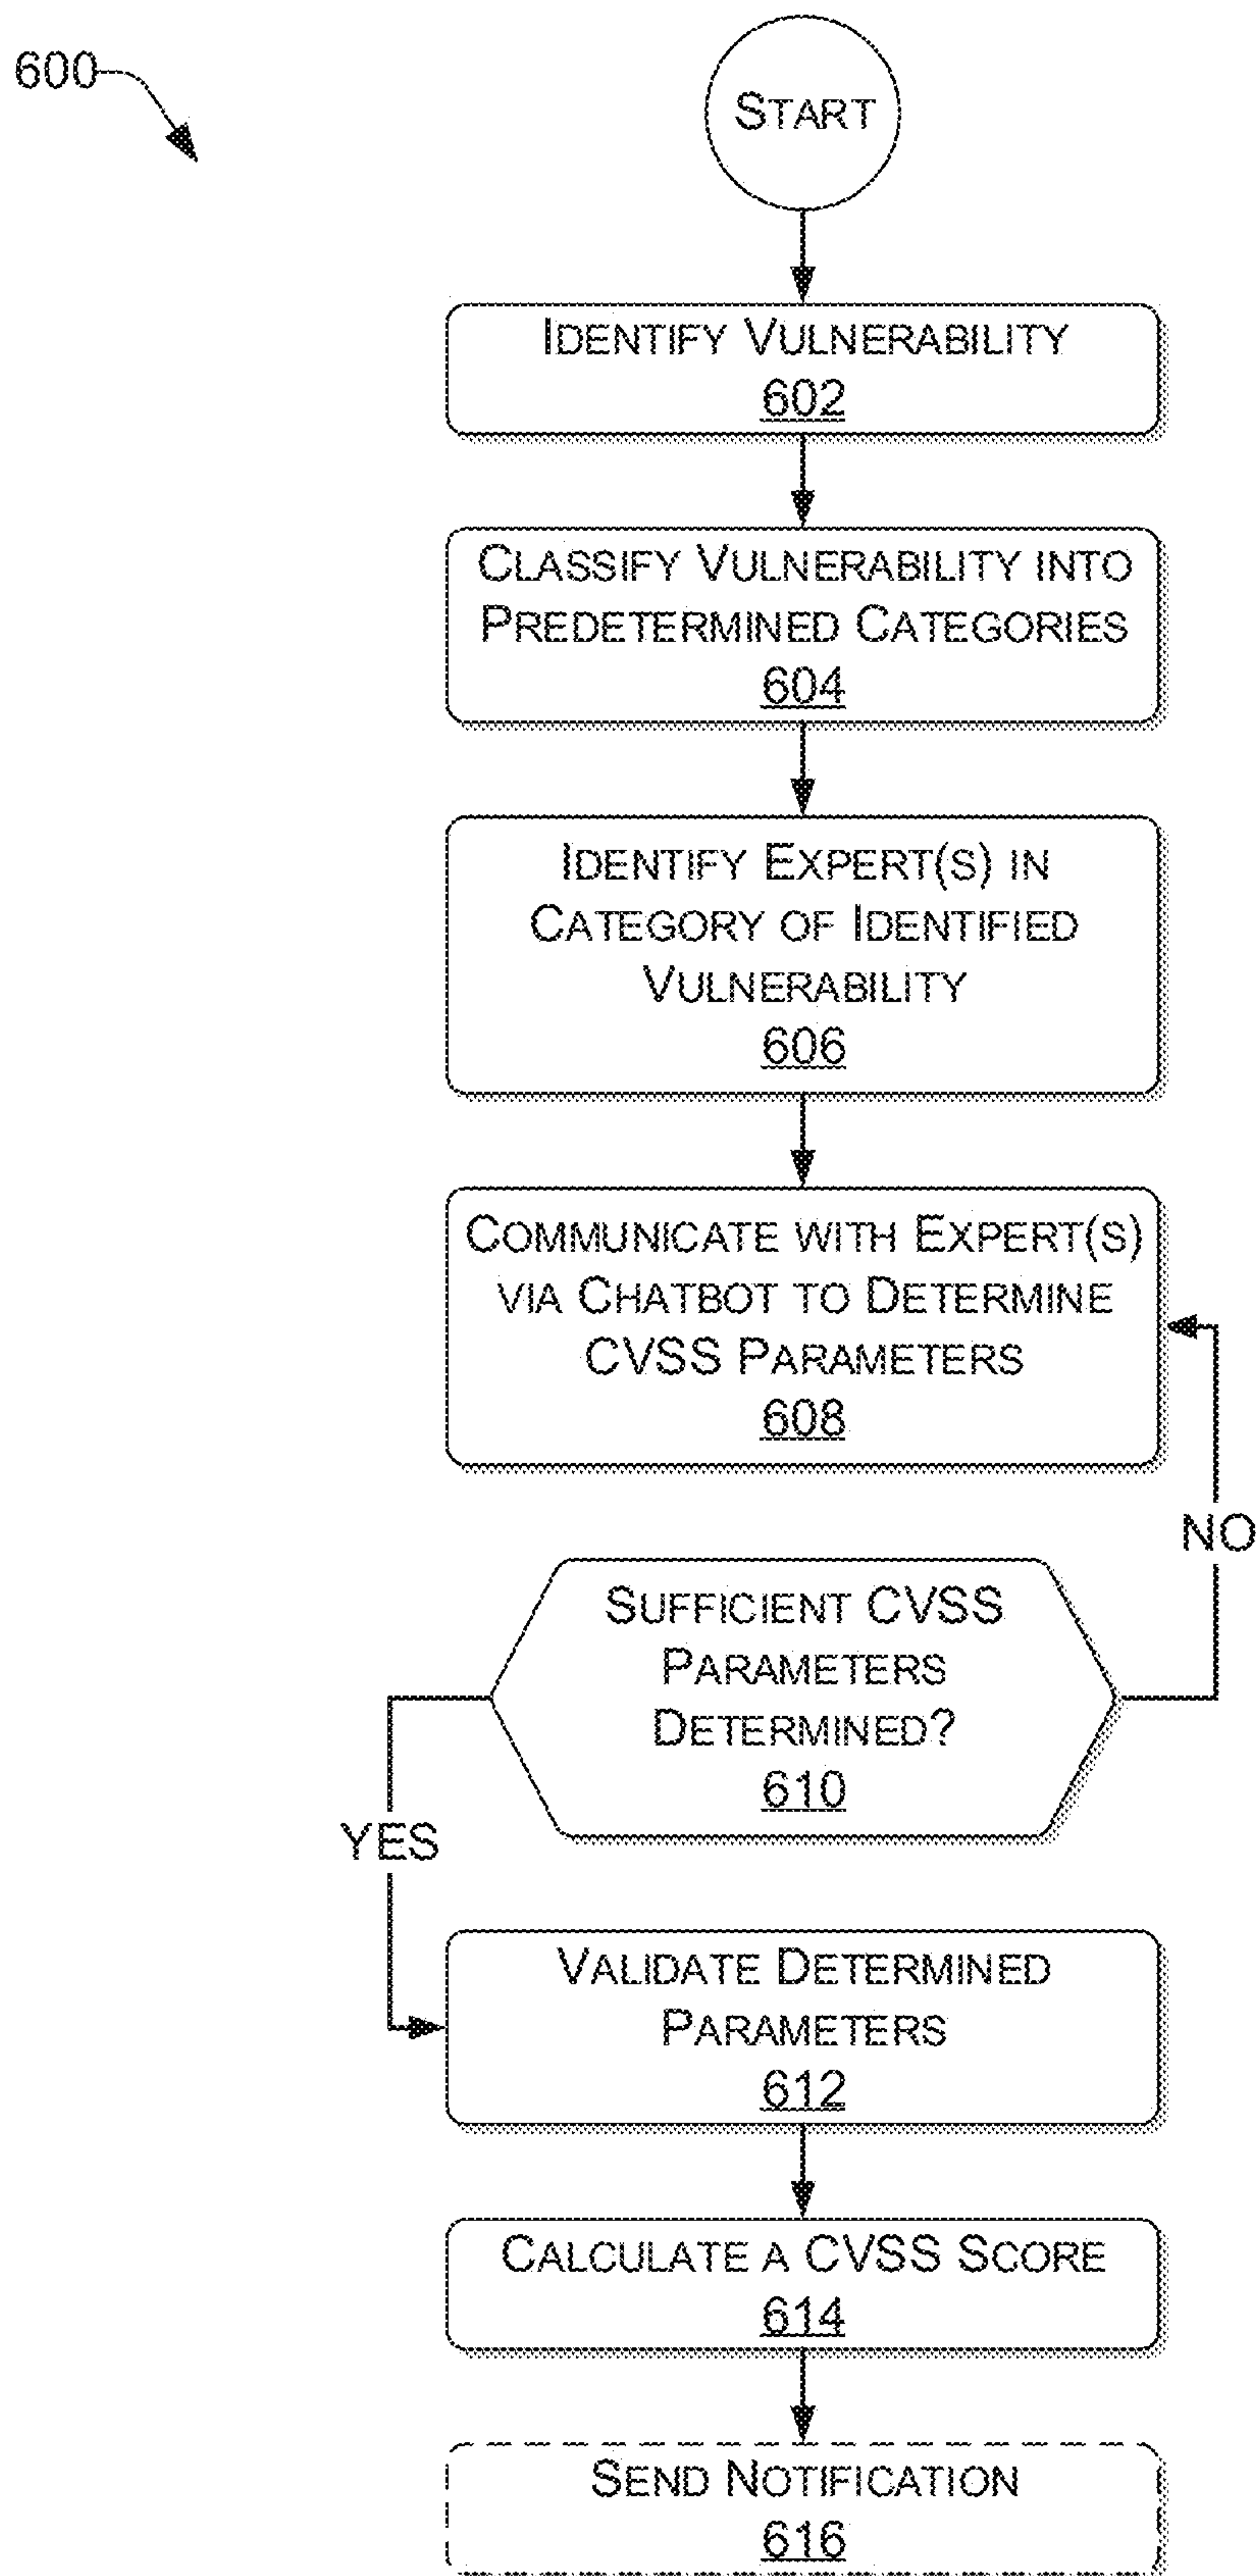 600
START
IDENTIFY VULNERABILITY
602
CLASSIFY VULNERABILITY INTO
PREDETERMINED CATEGORIES
604
IDENTIFY EXPERT(S) IN
CATEGORY OF IDENTIFIED
VULNERABILITY
606
COMMUNICATE WITH EXPERT(S)
VIA CHATBOT TO DETERMINE
CVSS PARAMETERS
608
NO
SUFFICIENT CVSS
PARAMETERS
DETERMINED?
610
YES
VALIDATE DETERMINED
PARAMETERS
612
CALCULATE A CVSS SCORE
614
SEND NOTIFICATION
616